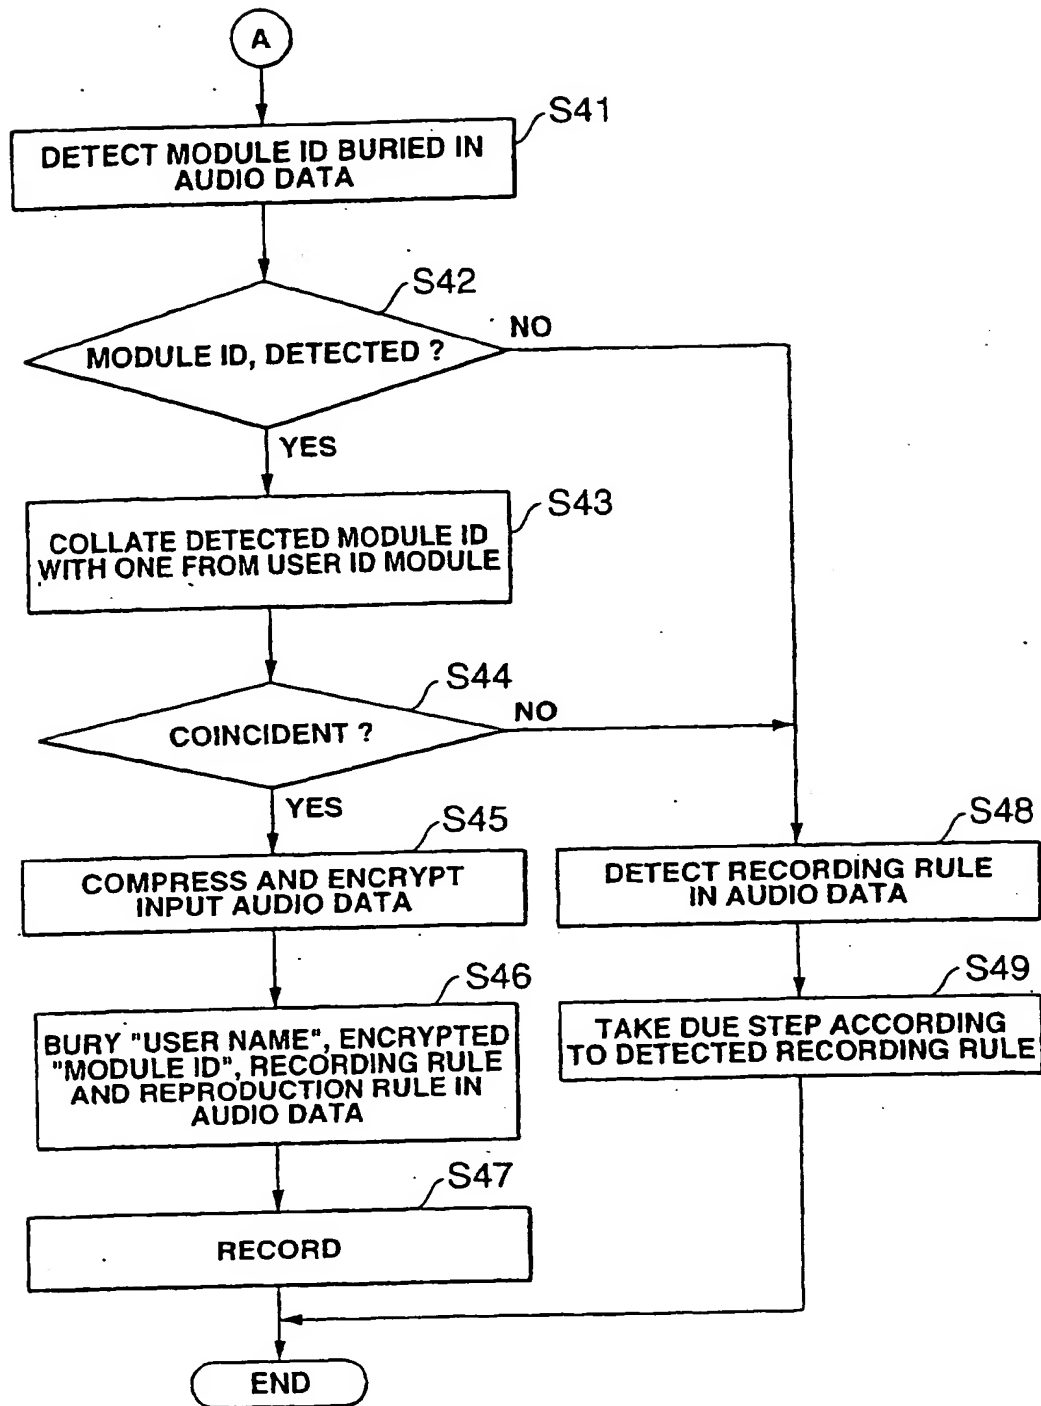 A
S41
DETECT MODULE ID BURIED IN
AUDIO DATA
S42
MODULE ID, DETECTED ?
NO
YES
S43
COLLATE DETECTED MODULE ID
WITH ONE FROM USER ID MODULE
S44
COINCIDENT ?
NO
YES
S45
COMPRESS AND ENCRYPT
INPUT AUDIO DATA
S48
DETECT RECORDING RULE
IN AUDIO DATA
S46
BURY "USER NAME", ENCRYPTED
"MODULE ID", RECORDING RULE
AND REPRODUCTION RULE IN
AUDIO DATA
S49
TAKE DUE STEP ACCORDING
TO DETECTED RECORDING RULE
S47
RECORD
END